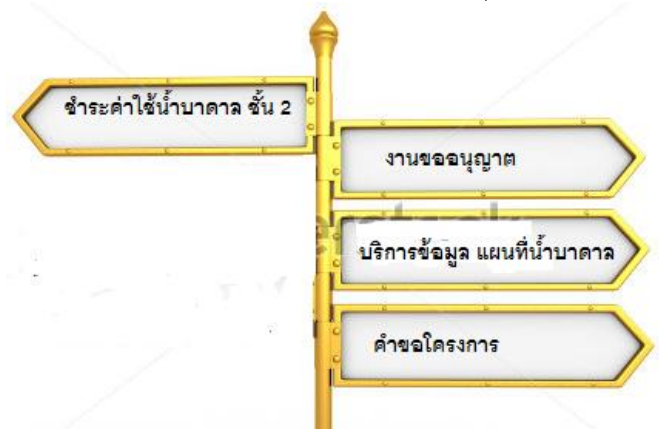 ชำระค่าใช้น้ำบาดาล ชั้น 2
งานขออนุญาต
บริการข้อมูล แผนที่น้ำบาดาล
คำขอโครงการ